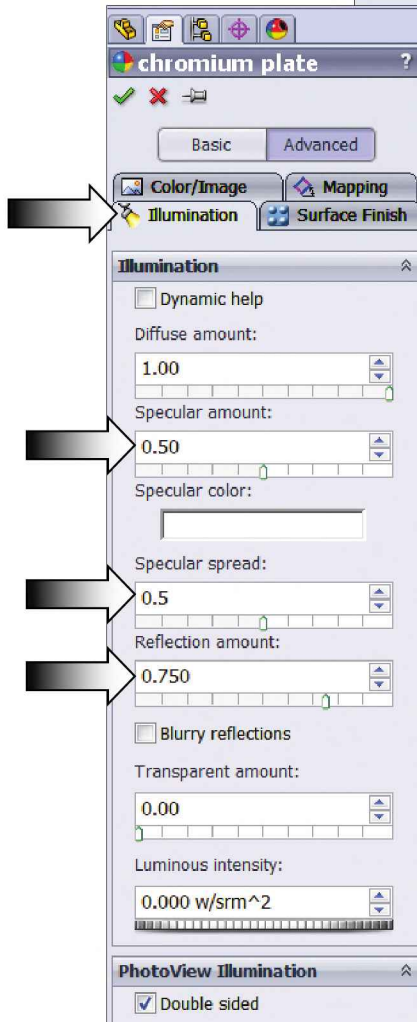 chromium plate ?
Basic Advanced
Color/Image Mapping
Illumination Surface Finish
Illumination
Dynamic help
Diffuse amount:
1.00
Specular amount:
0.50
Specular color:
Specular spread:
0.5
Reflection amount:
0.750
Blurry reflections
Transparent amount:
0.00
Luminous intensity:
0.000 w/srm^2
PhotoView Illumination
Double sided